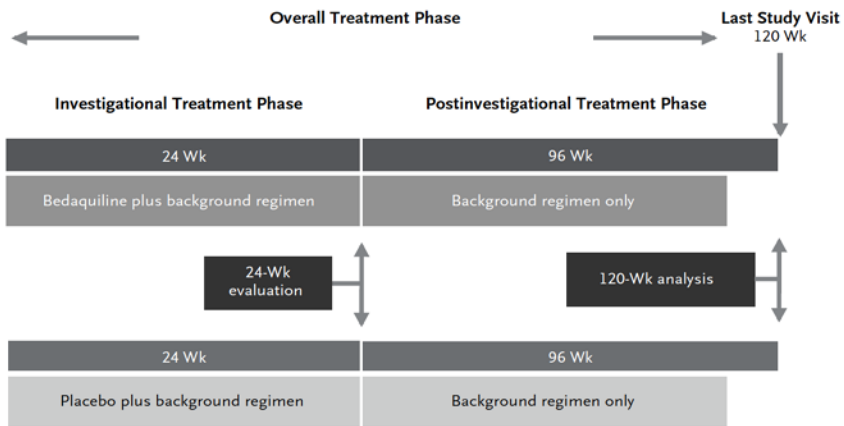 Overall Treatment Phase
Last Study Visit
120 Wk
Investigational Treatment Phase
Postinvestigational Treatment Phase
24 Wk
96 Wk
Bedaquiline plus background regimen
Background regimen only
24-Wk
evaluation
120-Wk analysis
24 Wk
96 Wk
Placebo plus background regimen
Background regimen only